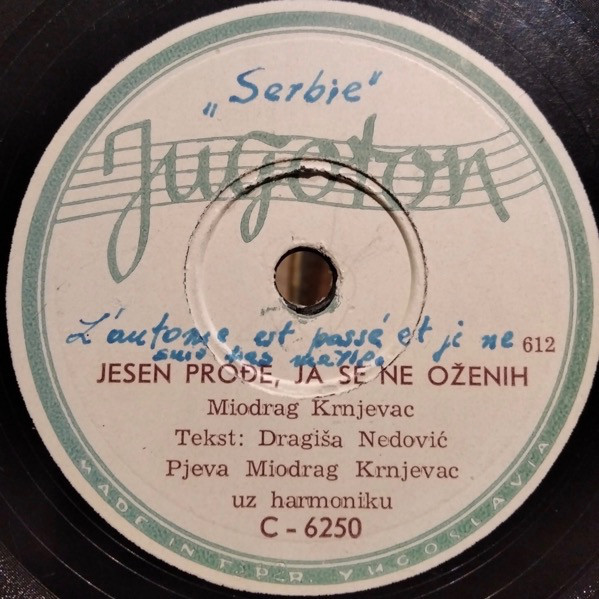 „Serbie"
Jugoton
L'automne est passé et je ne
suis pas marié.
612
JESEN PROĐE, JA SE NE OŽENIH
Miodrag Krnjevac
Tekst: Dragiša Nedović
Pjeva Miodrag Krnjevac
uz harmoniku
C - 6250
MADE IN F.P.R. YUGOSLAVIA